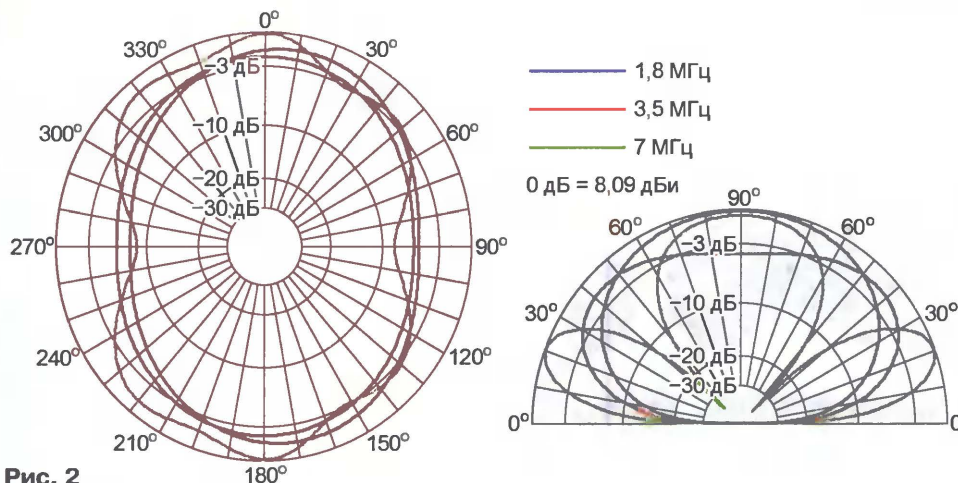 0°
330°
30°
−3 дБ
300°
60°
−10 дБ
−20 дБ
−30 дБ
270°
90°
240°
120°
210°
150°
180°
Рис. 2
1,8 МГц
3,5 МГц
7 МГц
0 дБ = 8,09 дБи
90°
60°
60°
−3 дБ
30°
30°
−10 дБ
−20 дБ
−30 дБ
0°
0